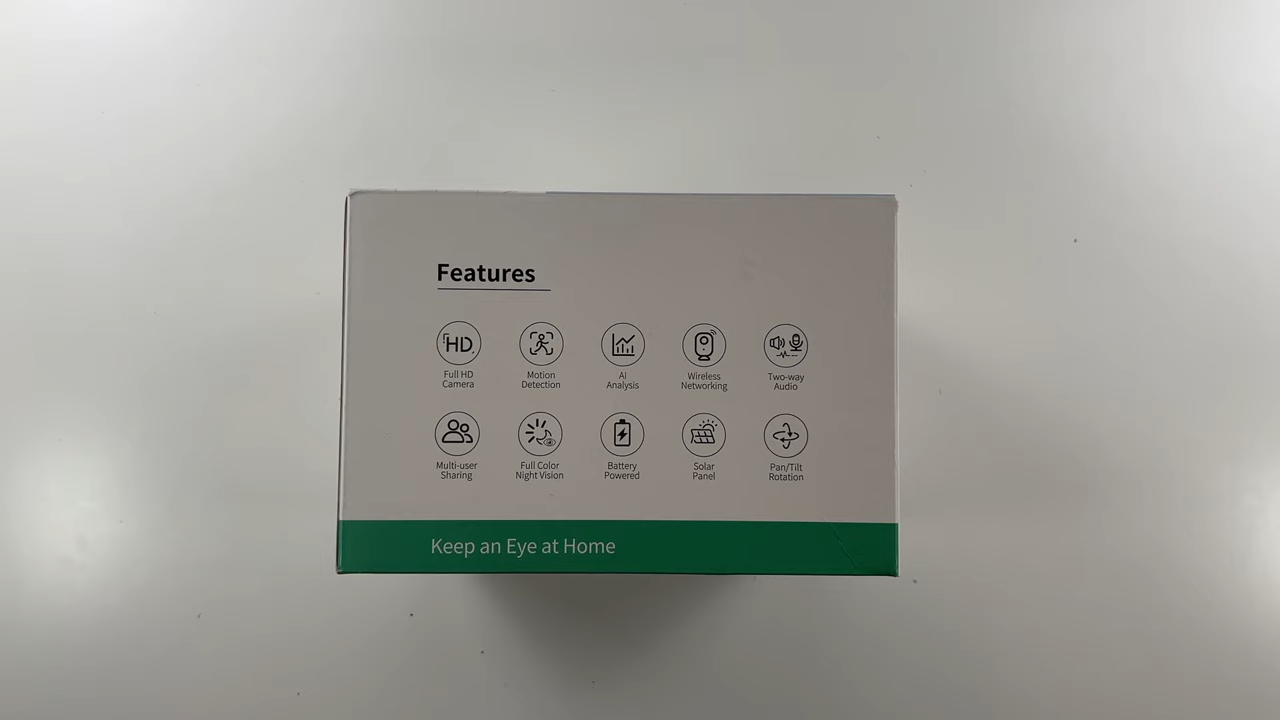 Features
HD
Full HD
Camera
Motion
Detection
AI
Analysis
Wireless
Networking
Two-way
Audio
Multi-user
Sharing
Full Color
Night Vision
Battery
Powered
Solar
Panel
Pan/Tilt
Rotation
Keep an Eye at Home